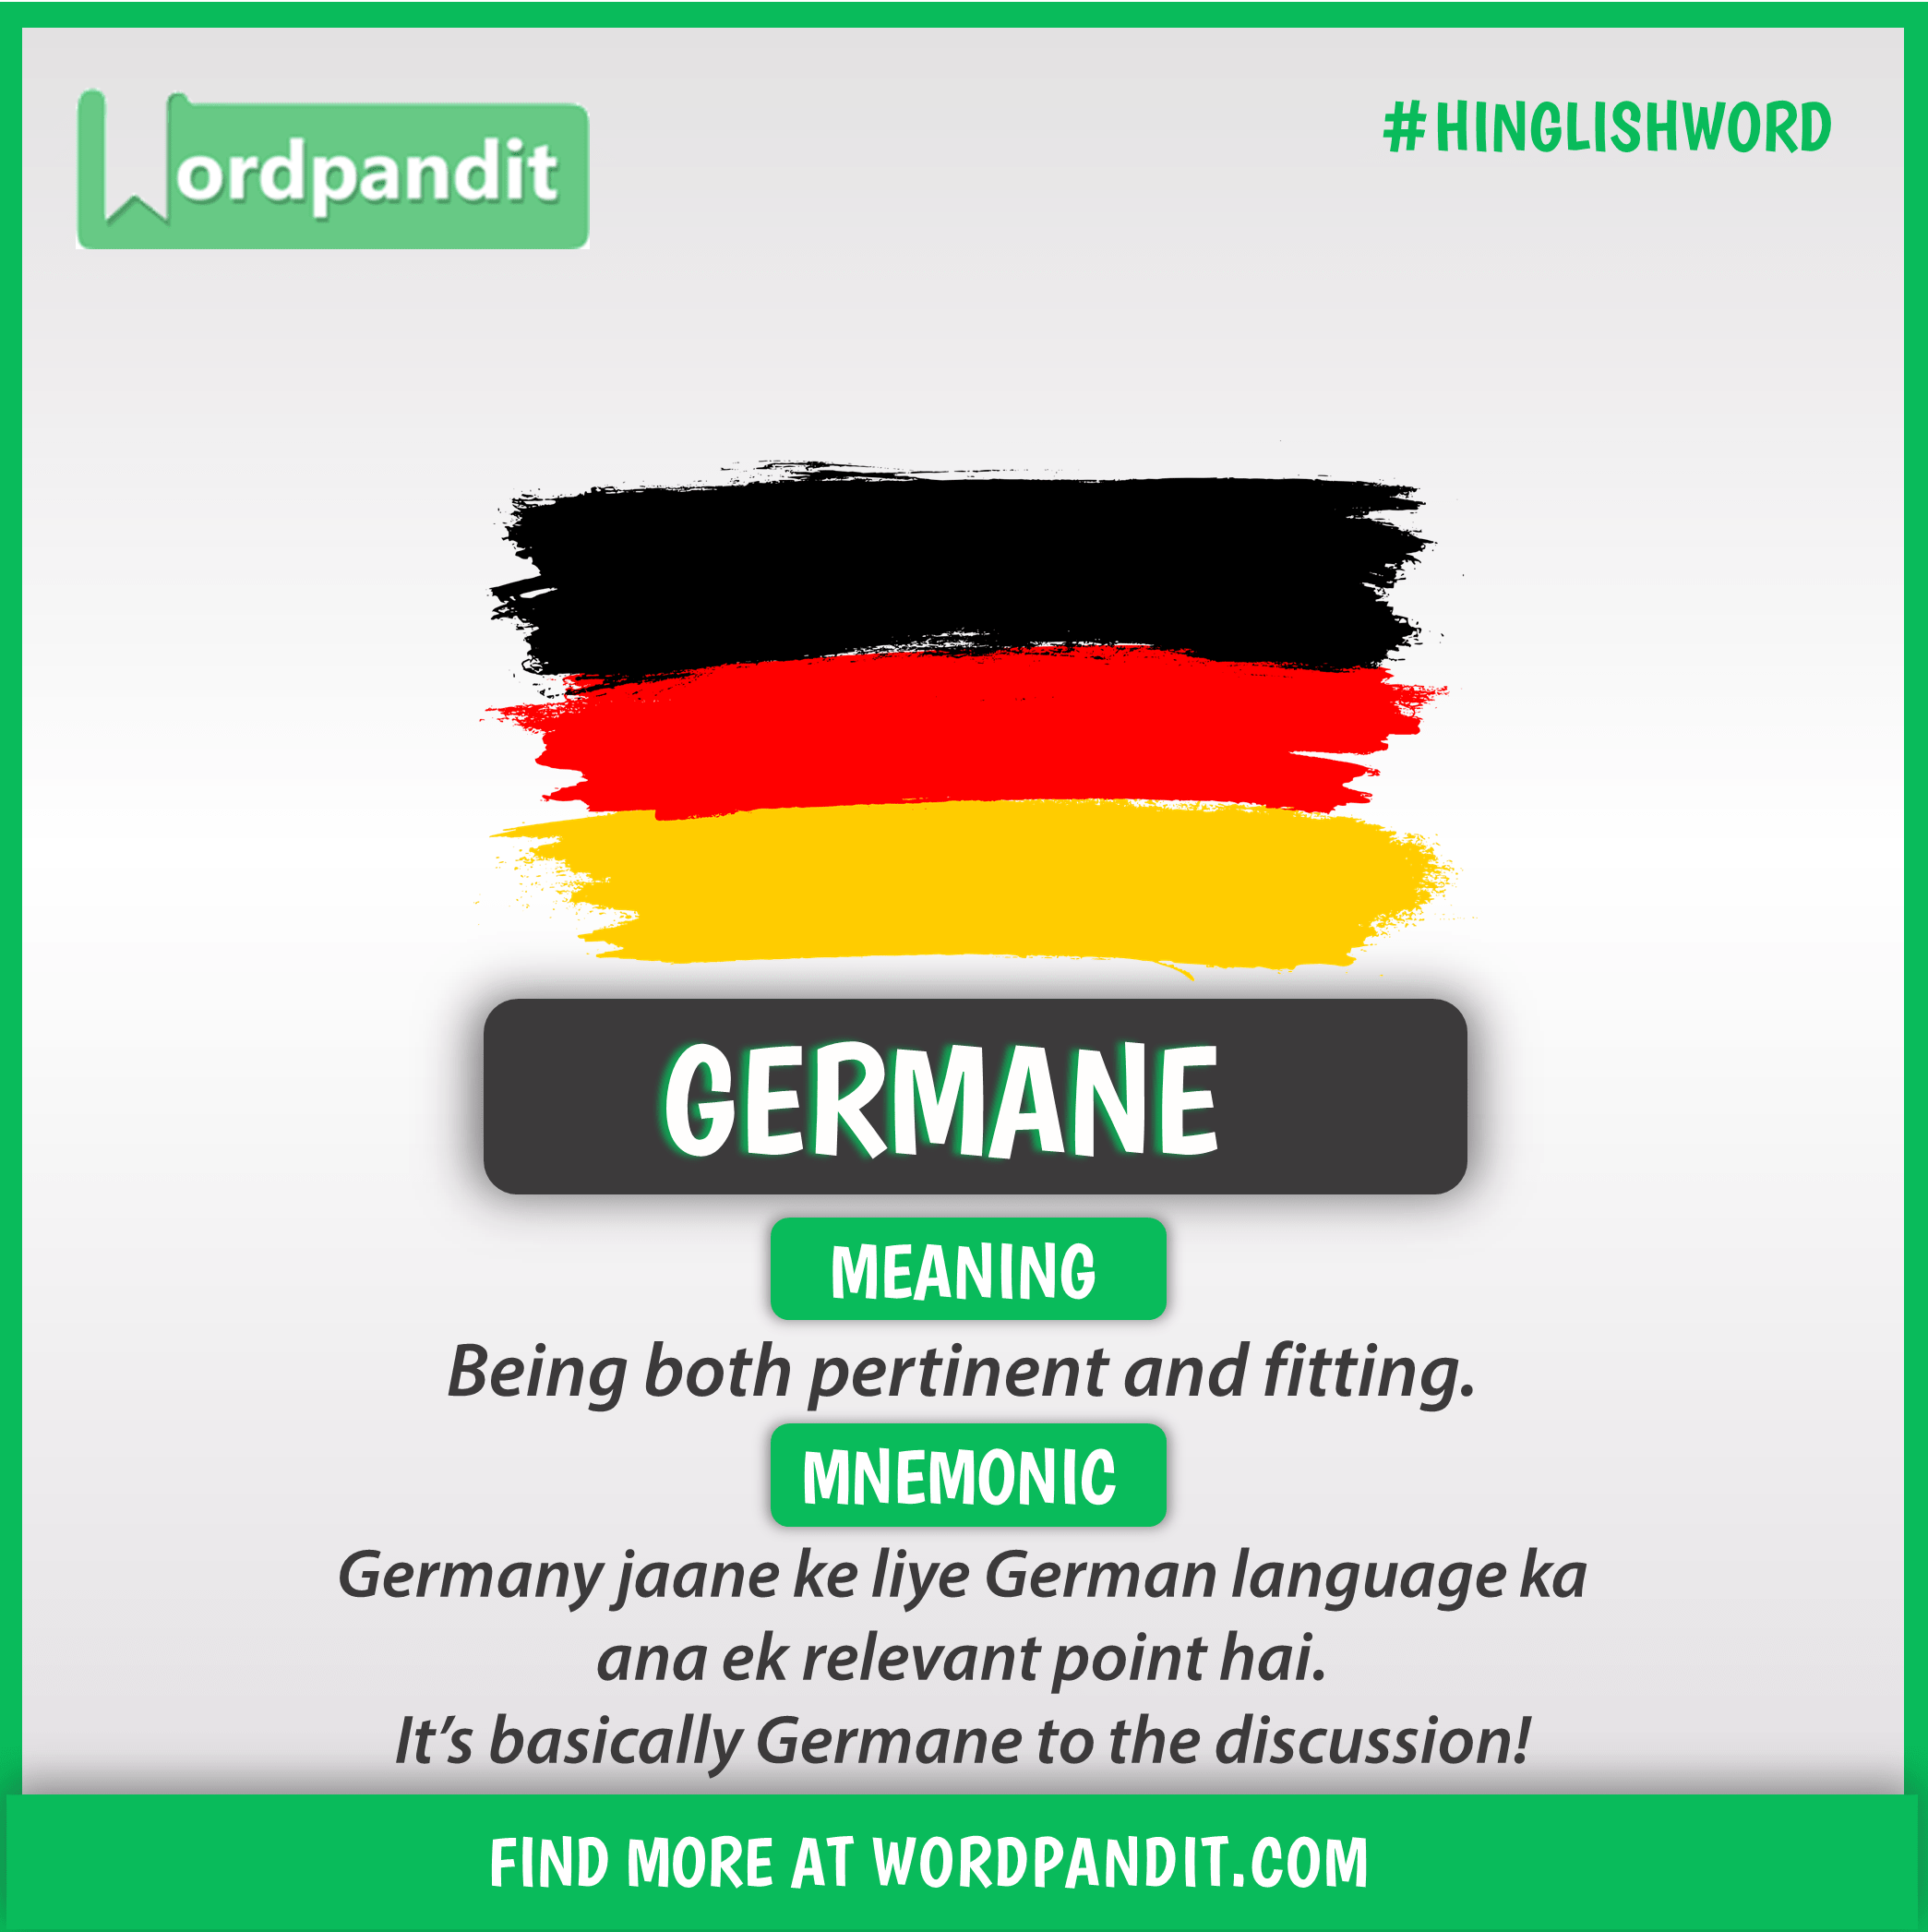 Wordpandit
#HINGLISHWORD
GERMANE
MEANING
Being both pertinent and fitting.
MNEMONIC
Germany jaane ke liye German language ka
ana ek relevant point hai.
It’s basically Germane to the discussion!
FIND MORE AT WORDPANDIT.COM